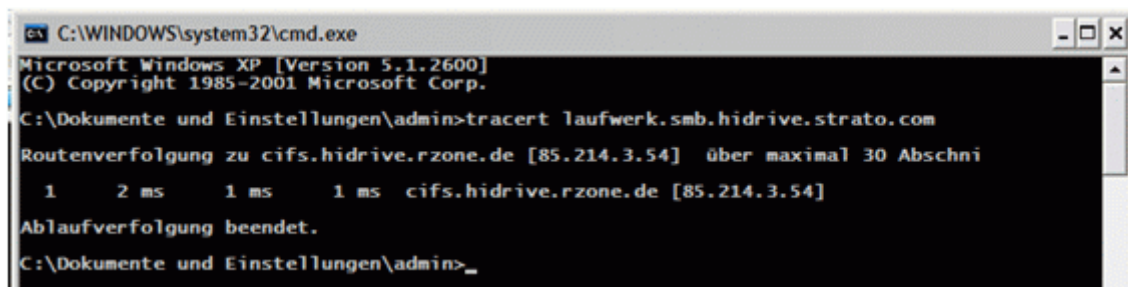 C:\WINDOWS\system32\cmd.exe
Microsoft Windows XP [Version 5.1.2600]
(C) Copyright 1985-2001 Microsoft Corp.
C:\Dokumente und Einstellungen\admin>tracert laufwerk.smb.hidrive.strato.com
Routenverfolgung zu cifs.hidrive.rzone.de [85.214.3.54]  über maximal 30 Abschni
1     2 ms     1 ms     1 ms  cifs.hidrive.rzone.de [85.214.3.54]
Ablaufverfolgung beendet.
C:\Dokumente und Einstellungen\admin>_